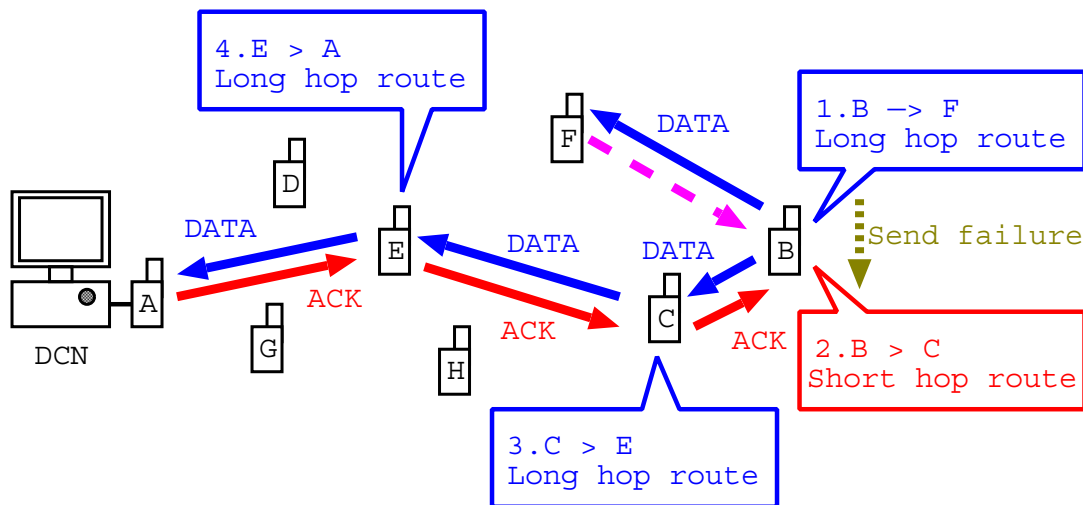 4.E > A
Long hop route
1.B —> F
Long hop route
DATA
F
D
DATA
E
DATA
B
Send failure
DATA
A
ACK
C
ACK
ACK
G
H
DCN
2.B > C
Short hop route
3.C > E
Long hop route